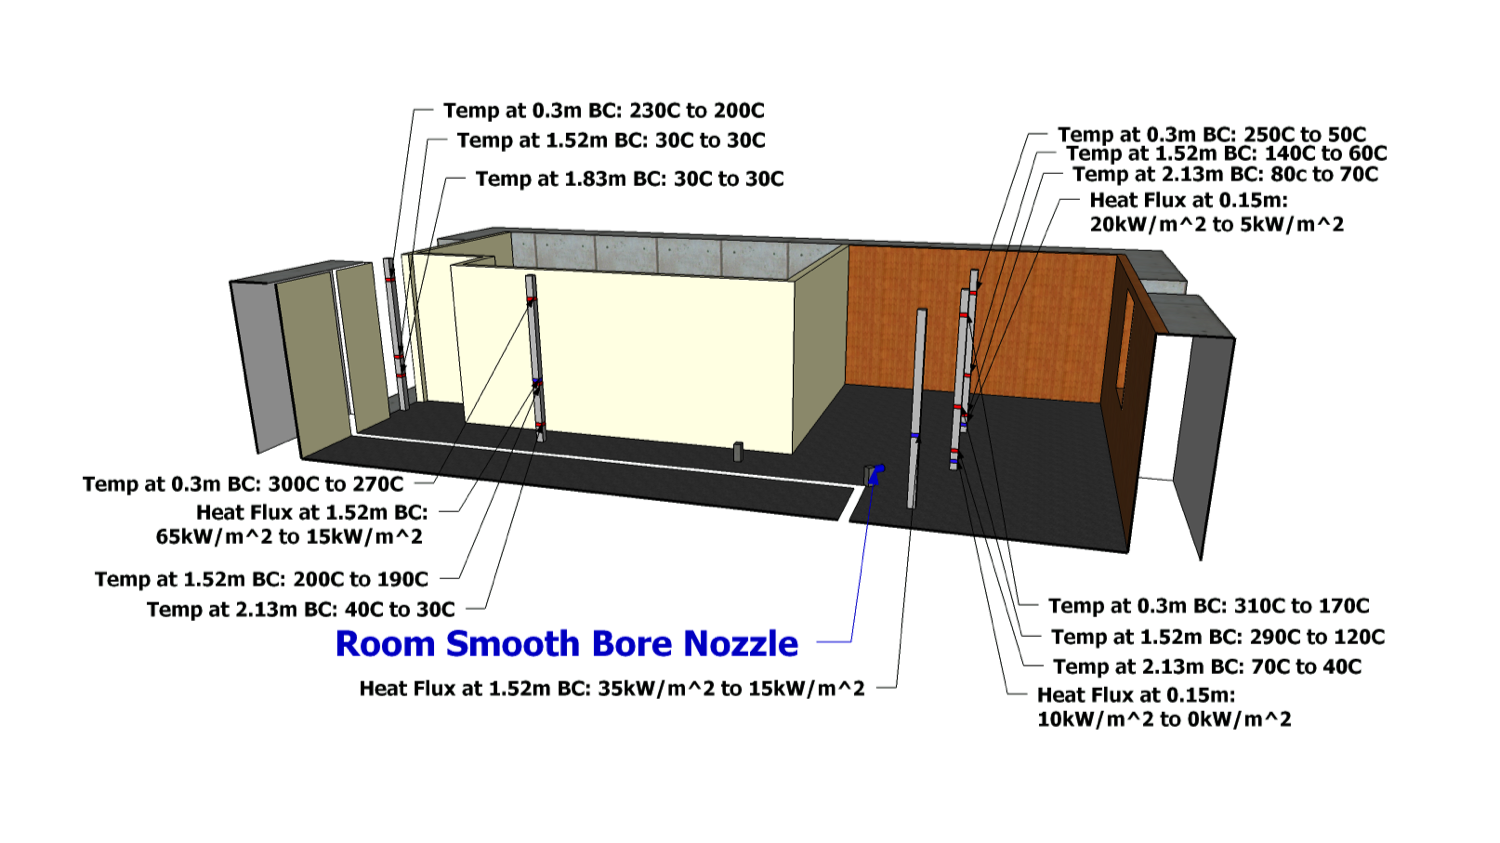 Temp at 0.3m BC: 230C to 200C
Temp at 1.52m BC: 30C to 30C
Temp at 1.83m BC: 30C to 30C
Temp at 0.3m BC: 250C to 50C
Temp at 1.52m BC: 140C to 60C
Temp at 2.13m BC: 80c to 70C
Heat Flux at 0.15m:
20kW/m^2 to 5kW/m^2
Temp at 0.3m BC: 300C to 270C
Heat Flux at 1.52m BC:
65kW/m^2 to 15kW/m^2
Temp at 1.52m BC: 200C to 190C
Temp at 2.13m BC: 40C to 30C
Room Smooth Bore Nozzle
Heat Flux at 1.52m BC: 35kW/m^2 to 15kW/m^2
Temp at 0.3m BC: 310C to 170C
Temp at 1.52m BC: 290C to 120C
Temp at 2.13m BC: 70C to 40C
Heat Flux at 0.15m:
10kW/m^2 to 0kW/m^2